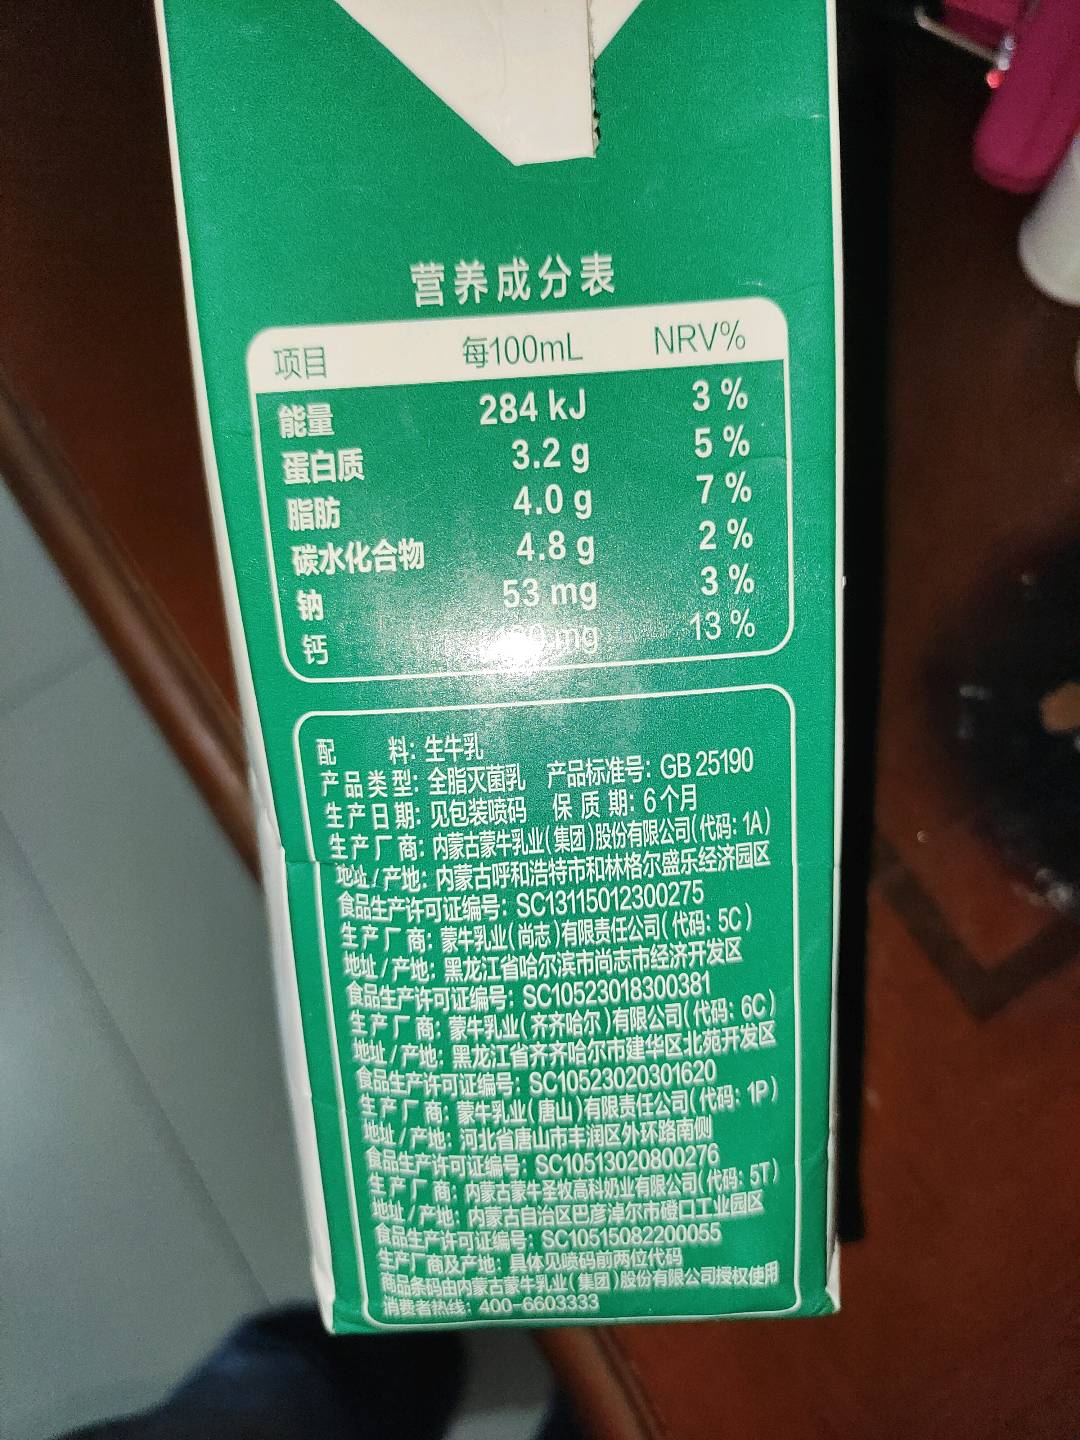 营养成分表
项目 每100mL NRV%
能量 284 kJ 3 %
蛋白质 3.2 g 5 %
脂肪 4.0 g 7 %
碳水化合物 4.8 g 2 %
钠 53 mg 3 %
钙 mg 13 %
配 料: 生牛乳
产品类型: 全脂灭菌乳 产品标准号: GB 25190
生产日期: 见包装喷码 保质期: 6个月
生产厂商: 内蒙古蒙牛乳业(集团)股份有限公司(代码: 1A)
地址/产地: 内蒙古呼和浩特市和林格尔盛乐经济园区
食品生产许可证编号: SC13115012300275
生产厂商: 蒙牛乳业(尚志)有限责任公司(代码: 5C)
地址/产地: 黑龙江省哈尔滨市尚志市经济开发区
食品生产许可证编号: SC10523018300381
生产厂商: 蒙牛乳业(齐齐哈尔)有限公司(代码: 6C)
地址/产地: 黑龙江省齐齐哈尔市建华区北苑开发区
食品生产许可证编号: SC10523020301620
生产厂商: 蒙牛乳业(唐山)有限责任公司(代码: 1P)
地址/产地: 河北省唐山市丰润区外环路南侧
食品生产许可证编号: SC10513020800276
生产厂商: 内蒙古蒙牛圣牧高科奶业有限公司(代码: 5T)
地址/产地: 内蒙古自治区巴彦淖尔市磴口工业园区
食品生产许可证编号: SC10515082200055
生产厂商及产地: 具体见喷码前两位代码
商品条码由内蒙古蒙牛乳业(集团)股份有限公司授权使用
消费者热线: 400-6603333